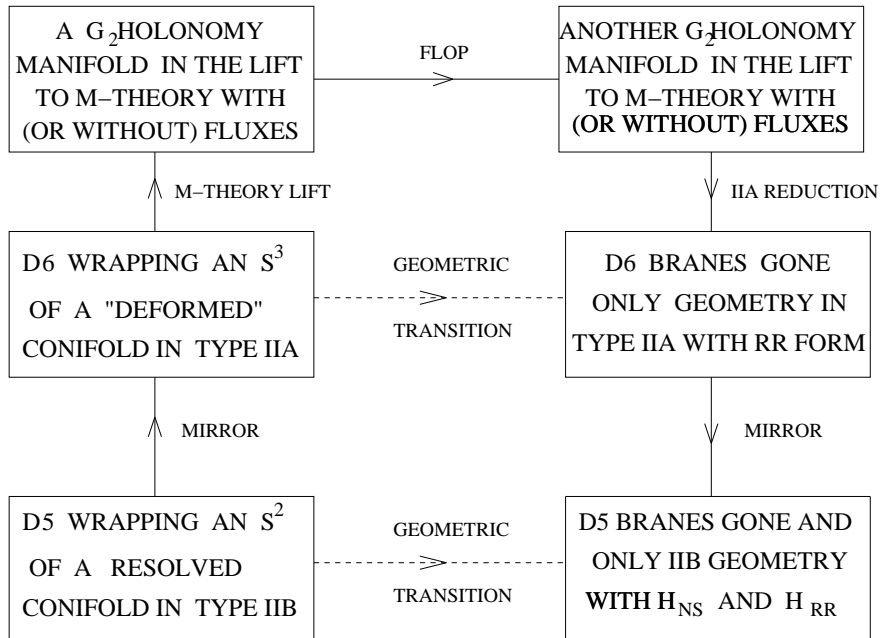 A G2HOLONOMY
MANIFOLD IN THE LIFT
TO M−THEORY WITH
(OR WITHOUT) FLUXES
FLOP
ANOTHER G2HOLONOMY
MANIFOLD IN THE LIFT
TO M−THEORY WITH
(OR WITHOUT) FLUXES
M−THEORY LIFT
IIA REDUCTION
D6 WRAPPING AN S3
OF A "DEFORMED"
CONIFOLD IN TYPE IIA
GEOMETRIC
TRANSITION
D6 BRANES GONE
ONLY GEOMETRY IN
TYPE IIA WITH RR FORM
MIRROR
MIRROR
D5 WRAPPING AN S2
OF A RESOLVED
CONIFOLD IN TYPE IIB
GEOMETRIC
TRANSITION
D5 BRANES GONE AND
ONLY IIB GEOMETRY
WITH HNS AND HRR